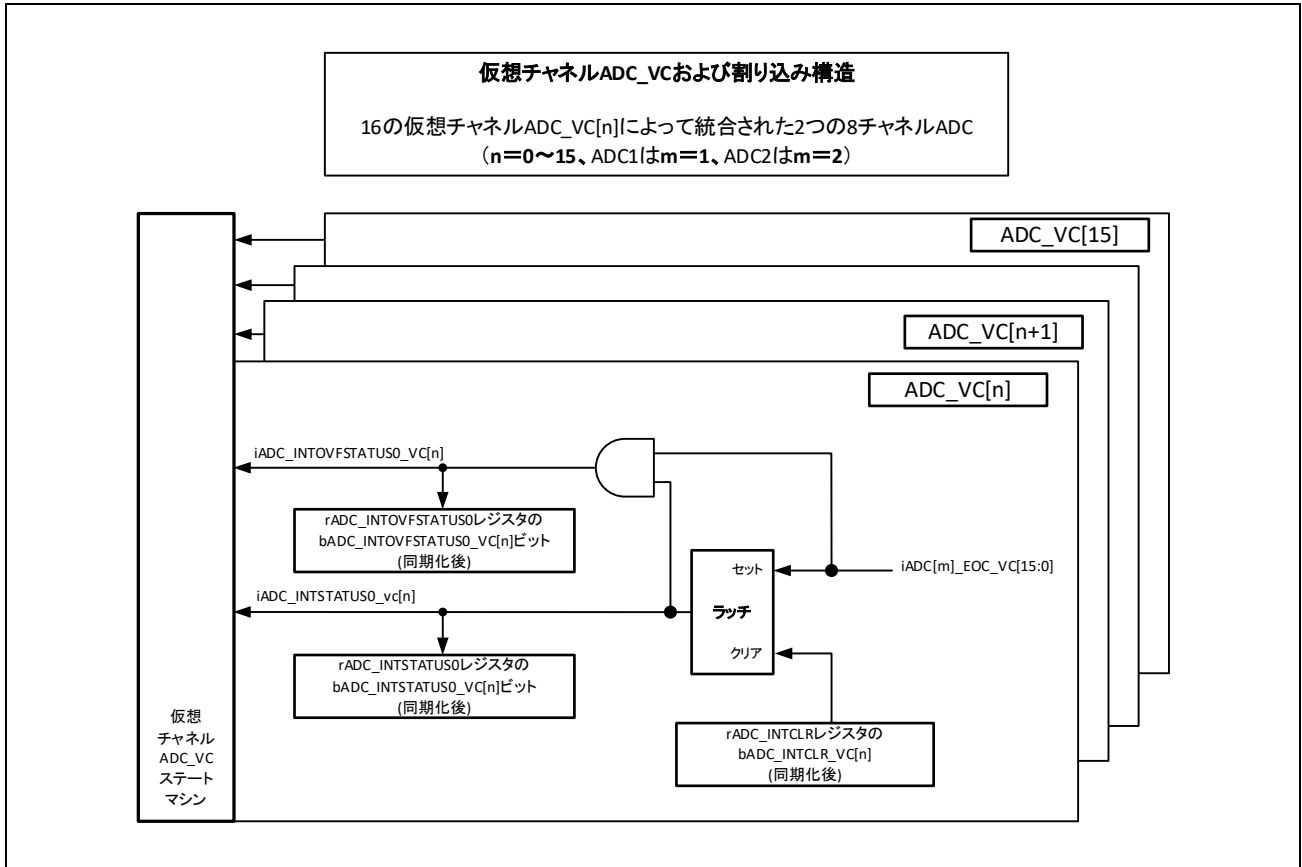 仮想チャネルADC_VCおよび割り込み構造
16の仮想チャネルADC_VC[n]によって統合された2つの8チャネルADC
（n＝0～15、ADC1はm＝1、ADC2はm＝2）
ADC_VC[15]
ADC_VC[n+1]
ADC_VC[n]
iADC_INTOVFSTATUS0_VC[n]
rADC_INTOVFSTATUS0レジスタの
bADC_INTOVFSTATUS0_VC[n]ビット
(同期化後)
セット
iADC[m]_EOC_VC[15:0]
iADC_INTSTATUS0_vc[n]
ラッチ
クリア
rADC_INTSTATUS0レジスタの
bADC_INTSTATUS0_VC[n]ビット
(同期化後)
rADC_INTCLRレジスタの
bADC_INTCLR_VC[n]
(同期化後)
仮想
チャネル
ADC_VC
ステート
マシン